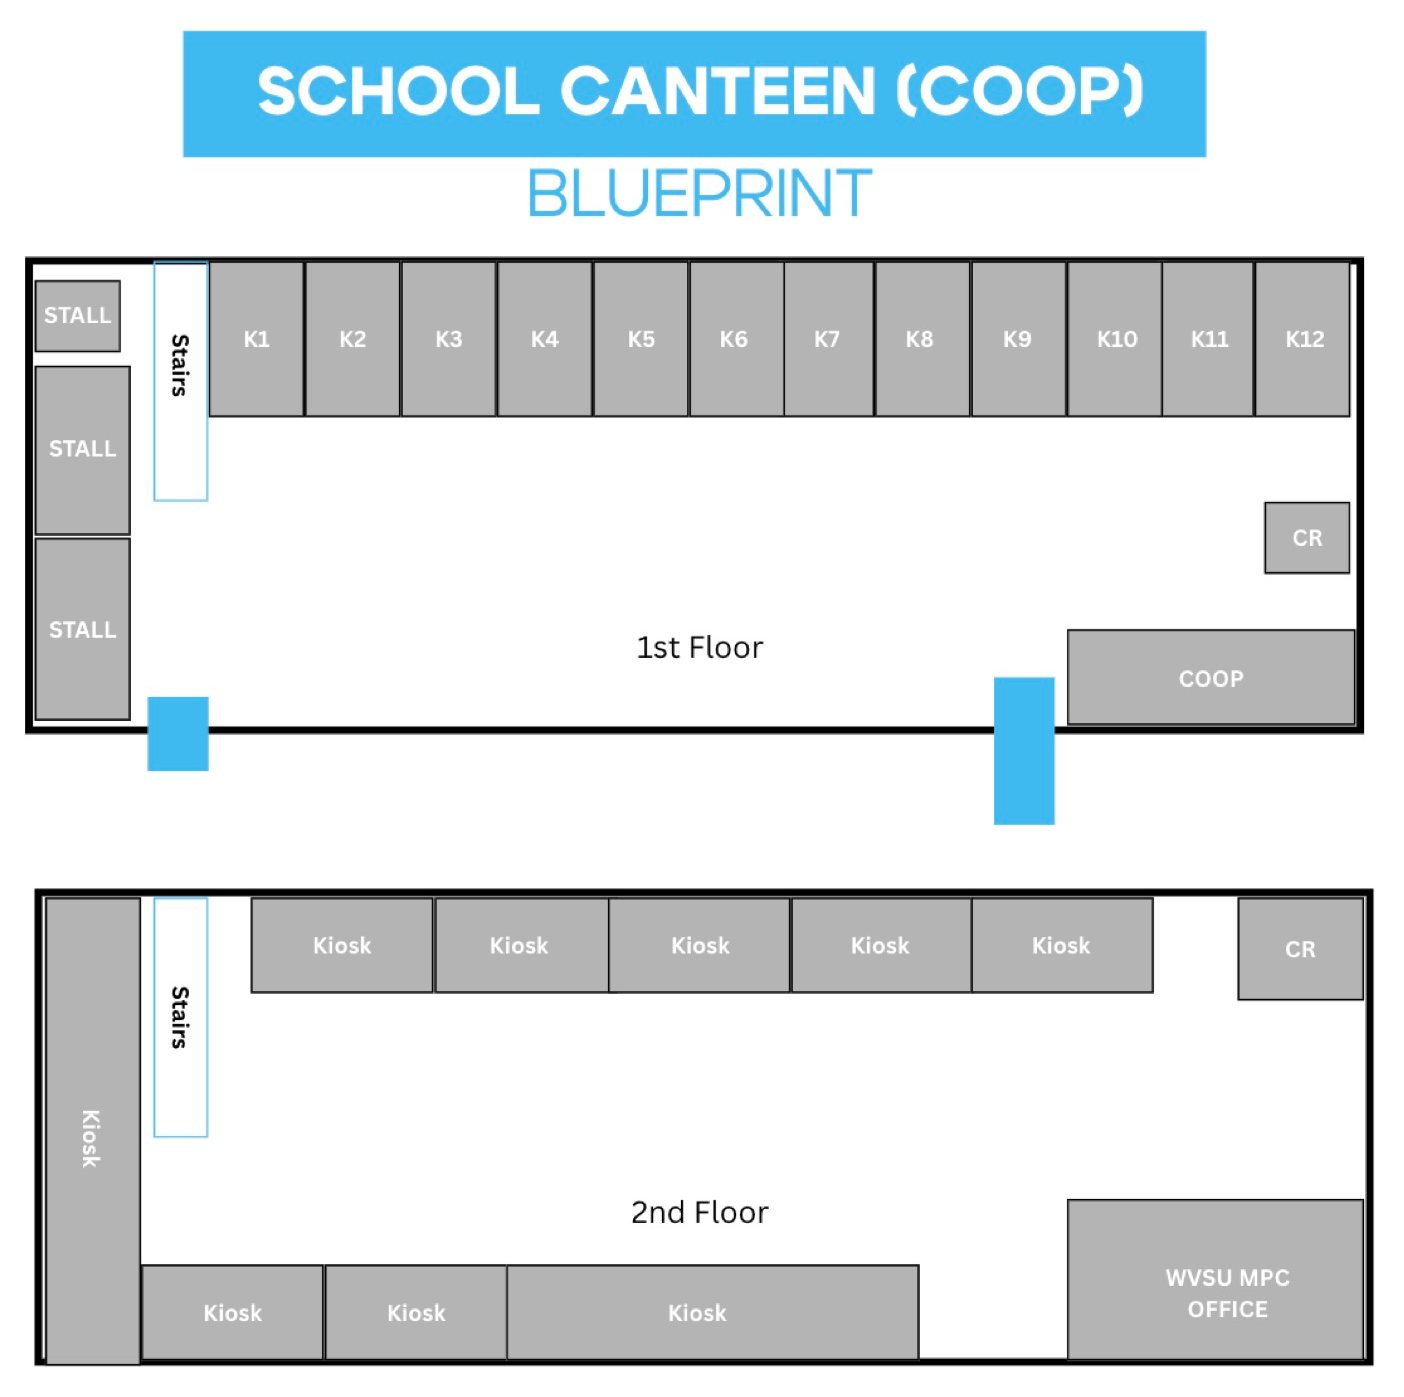 SCHOOL CANTEEN (COOP)
BLUEPRINT
STALL
STALL
STALL
Stairs
K1
K2
K3
K4
K5
K6
K7
K8
K9
K10
K11
K12
CR
1st Floor
COOP
Kiosk
Stairs
Kiosk
Kiosk
Kiosk
Kiosk
Kiosk
CR
2nd Floor
Kiosk
Kiosk
Kiosk
WVSU MPC
OFFICE